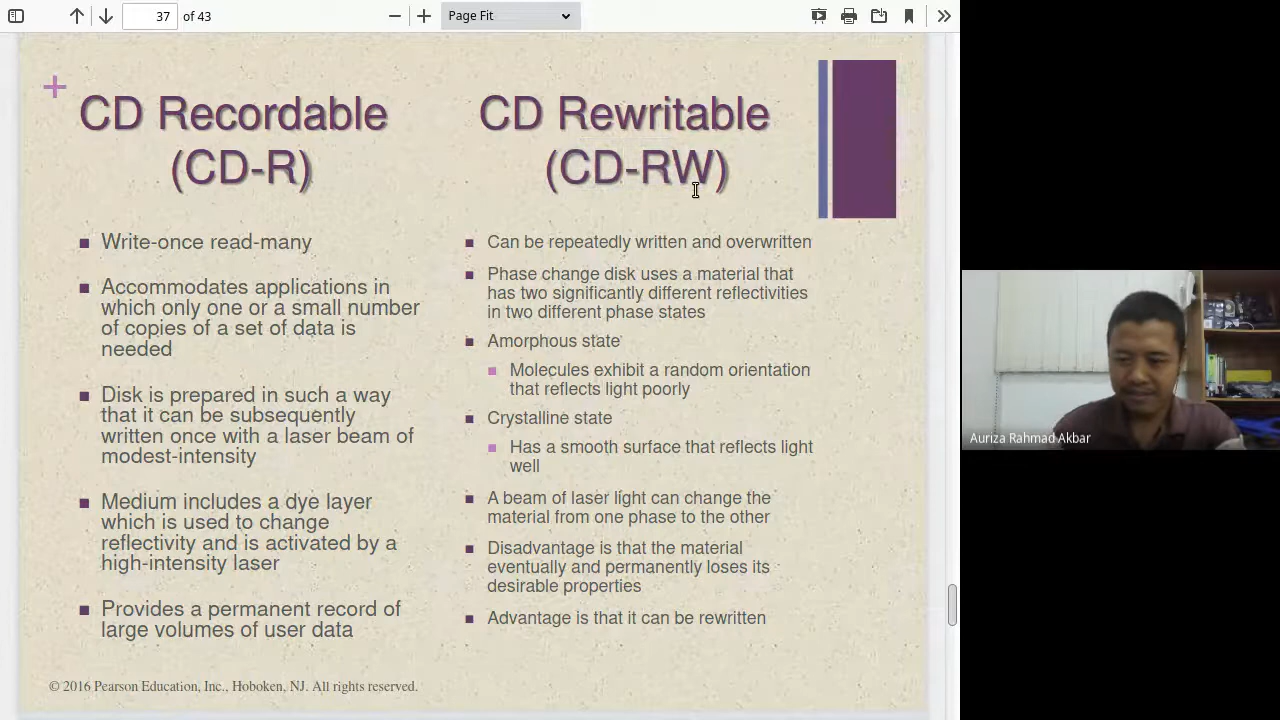 37
of 43
Page Fit
+
CD Recordable
(CD-R)
Write-once read-many
Accommodates applications in
which only one or a small number
of copies of a set of data is
needed
Disk is prepared in such a way
that it can be subsequently
written once with a laser beam of
modest-intensity
Medium includes a dye layer
which is used to change
reflectivity and is activated by a
high-intensity laser
Provides a permanent record of
large volumes of user data
CD Rewritable
(CD-RW)
Can be repeatedly written and overwritten
Phase change disk uses a material that
has two significantly different reflectivities
in two different phase states
Amorphous state
Molecules exhibit a random orientation
that reflects light poorly
Crystalline state
Has a smooth surface that reflects light
well
A beam of laser light can change the
material from one phase to the other
Disadvantage is that the material
eventually and permanently loses its
desirable properties
Advantage is that it can be rewritten
© 2016 Pearson Education, Inc., Hoboken, NJ. All rights reserved.
Auriza Rahmad Akbar